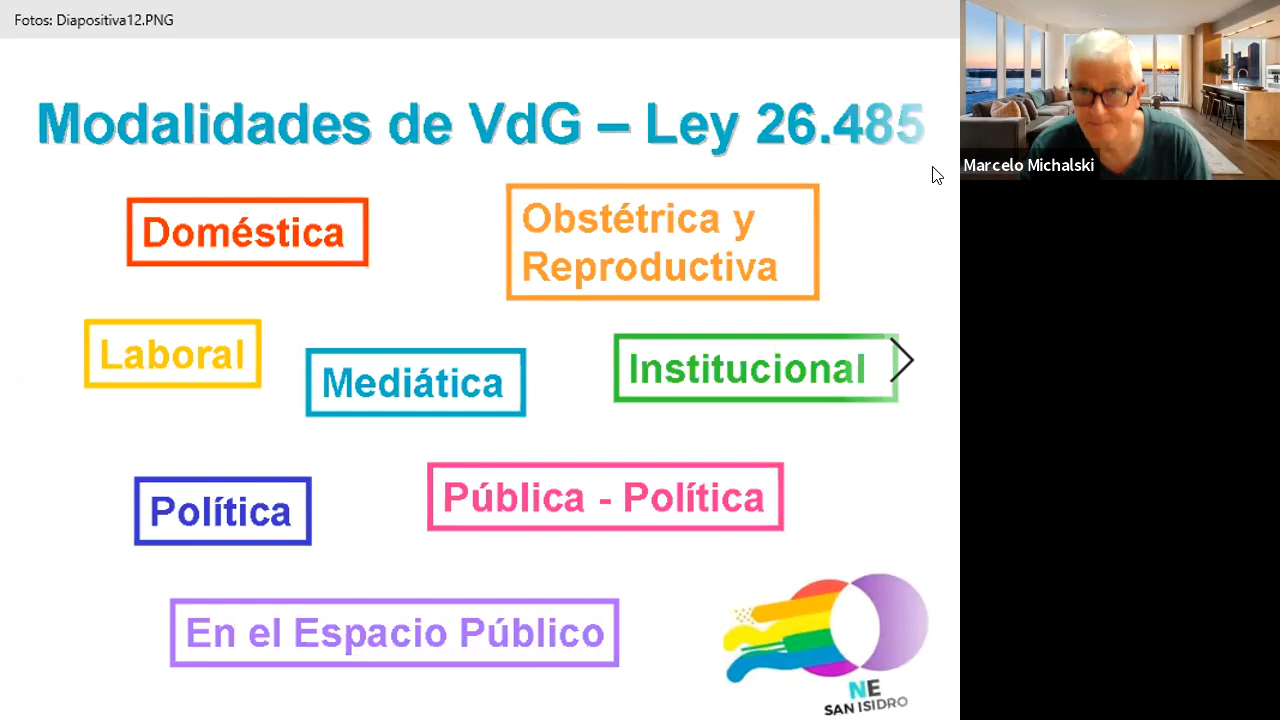 Fotos: Diapositiva12.PNG
Modalidades de VdG – Ley 26.485
Marcelo Michalski
Doméstica
Obstétrica y
Reproductiva
Laboral
Mediática
Institucional
Política
Pública - Política
En el Espacio Público
NE
SAN ISIDRO